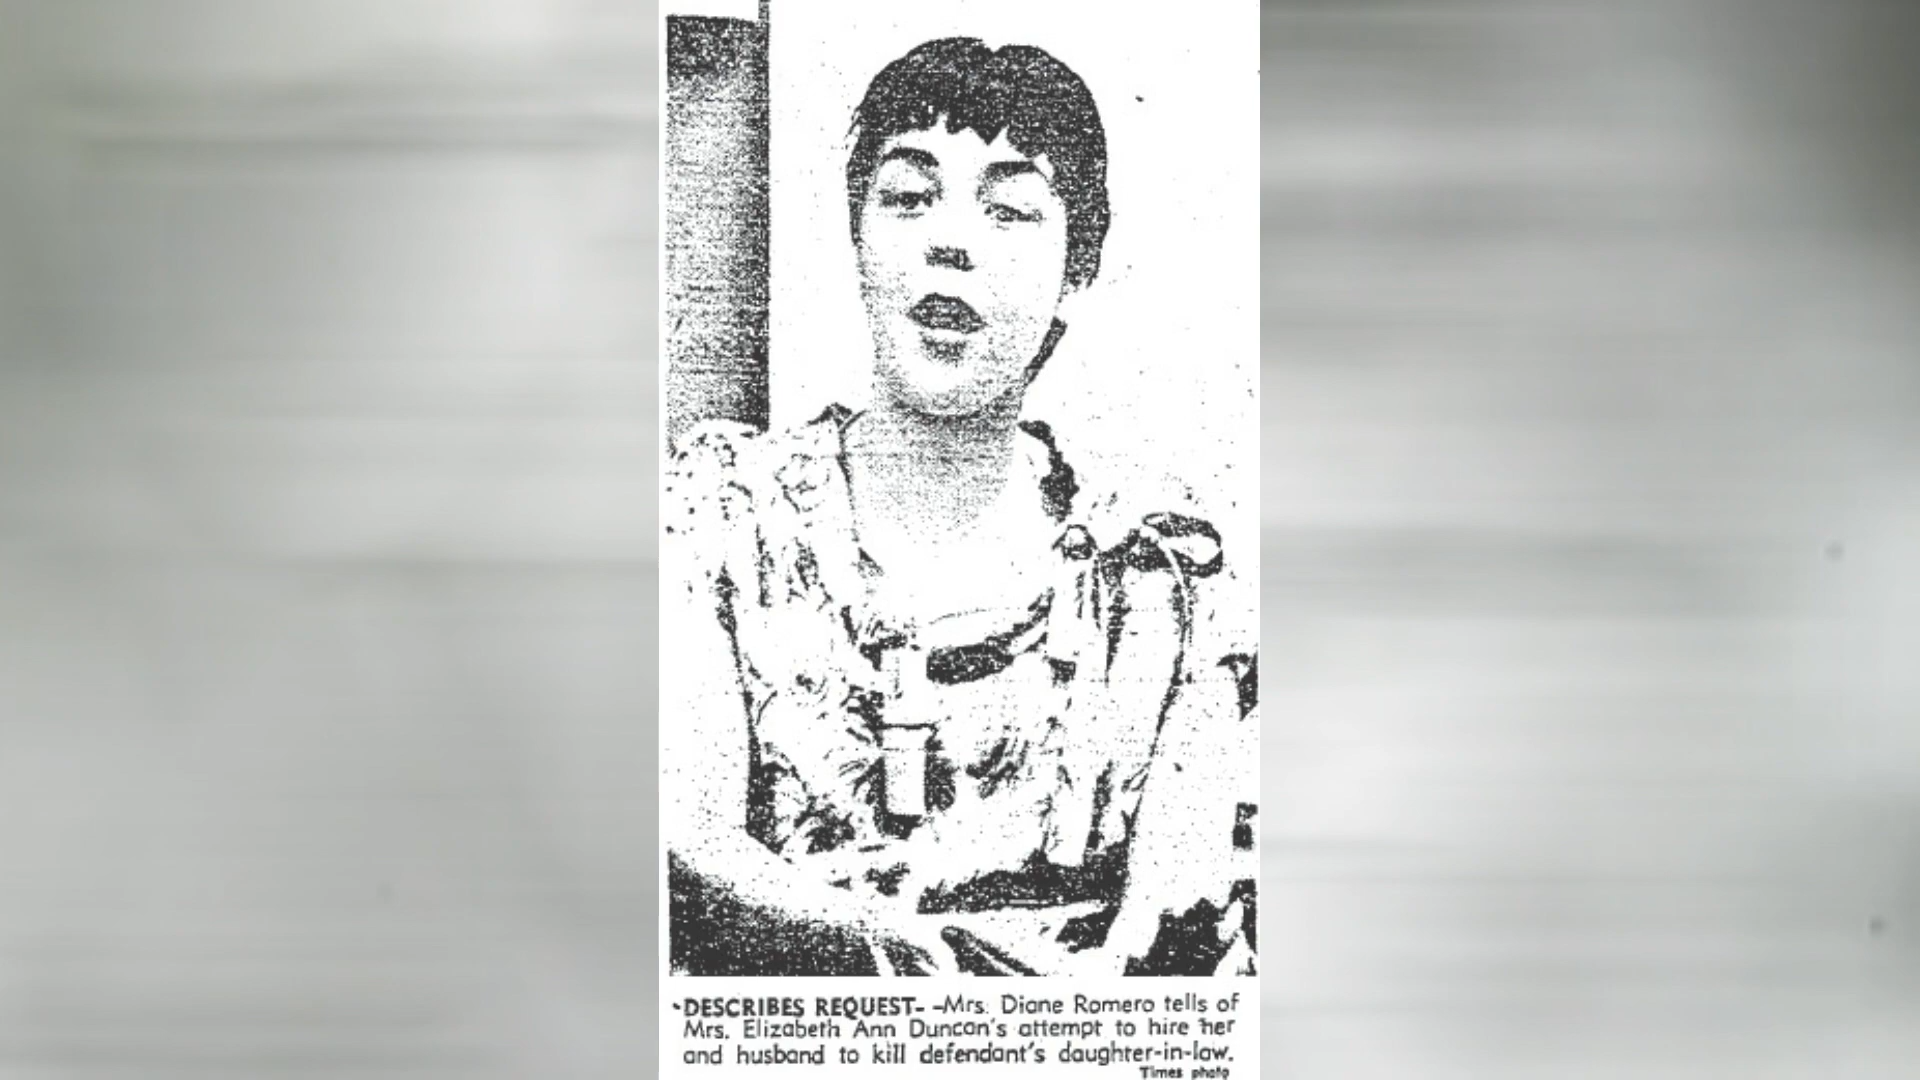 DESCRIBES REQUEST- -Mrs. Diane Romero tells of
Mrs. Elizabeth Ann Duncan's attempt to hire her
and husband to kill defendant's daughter-in-law.
Times photo